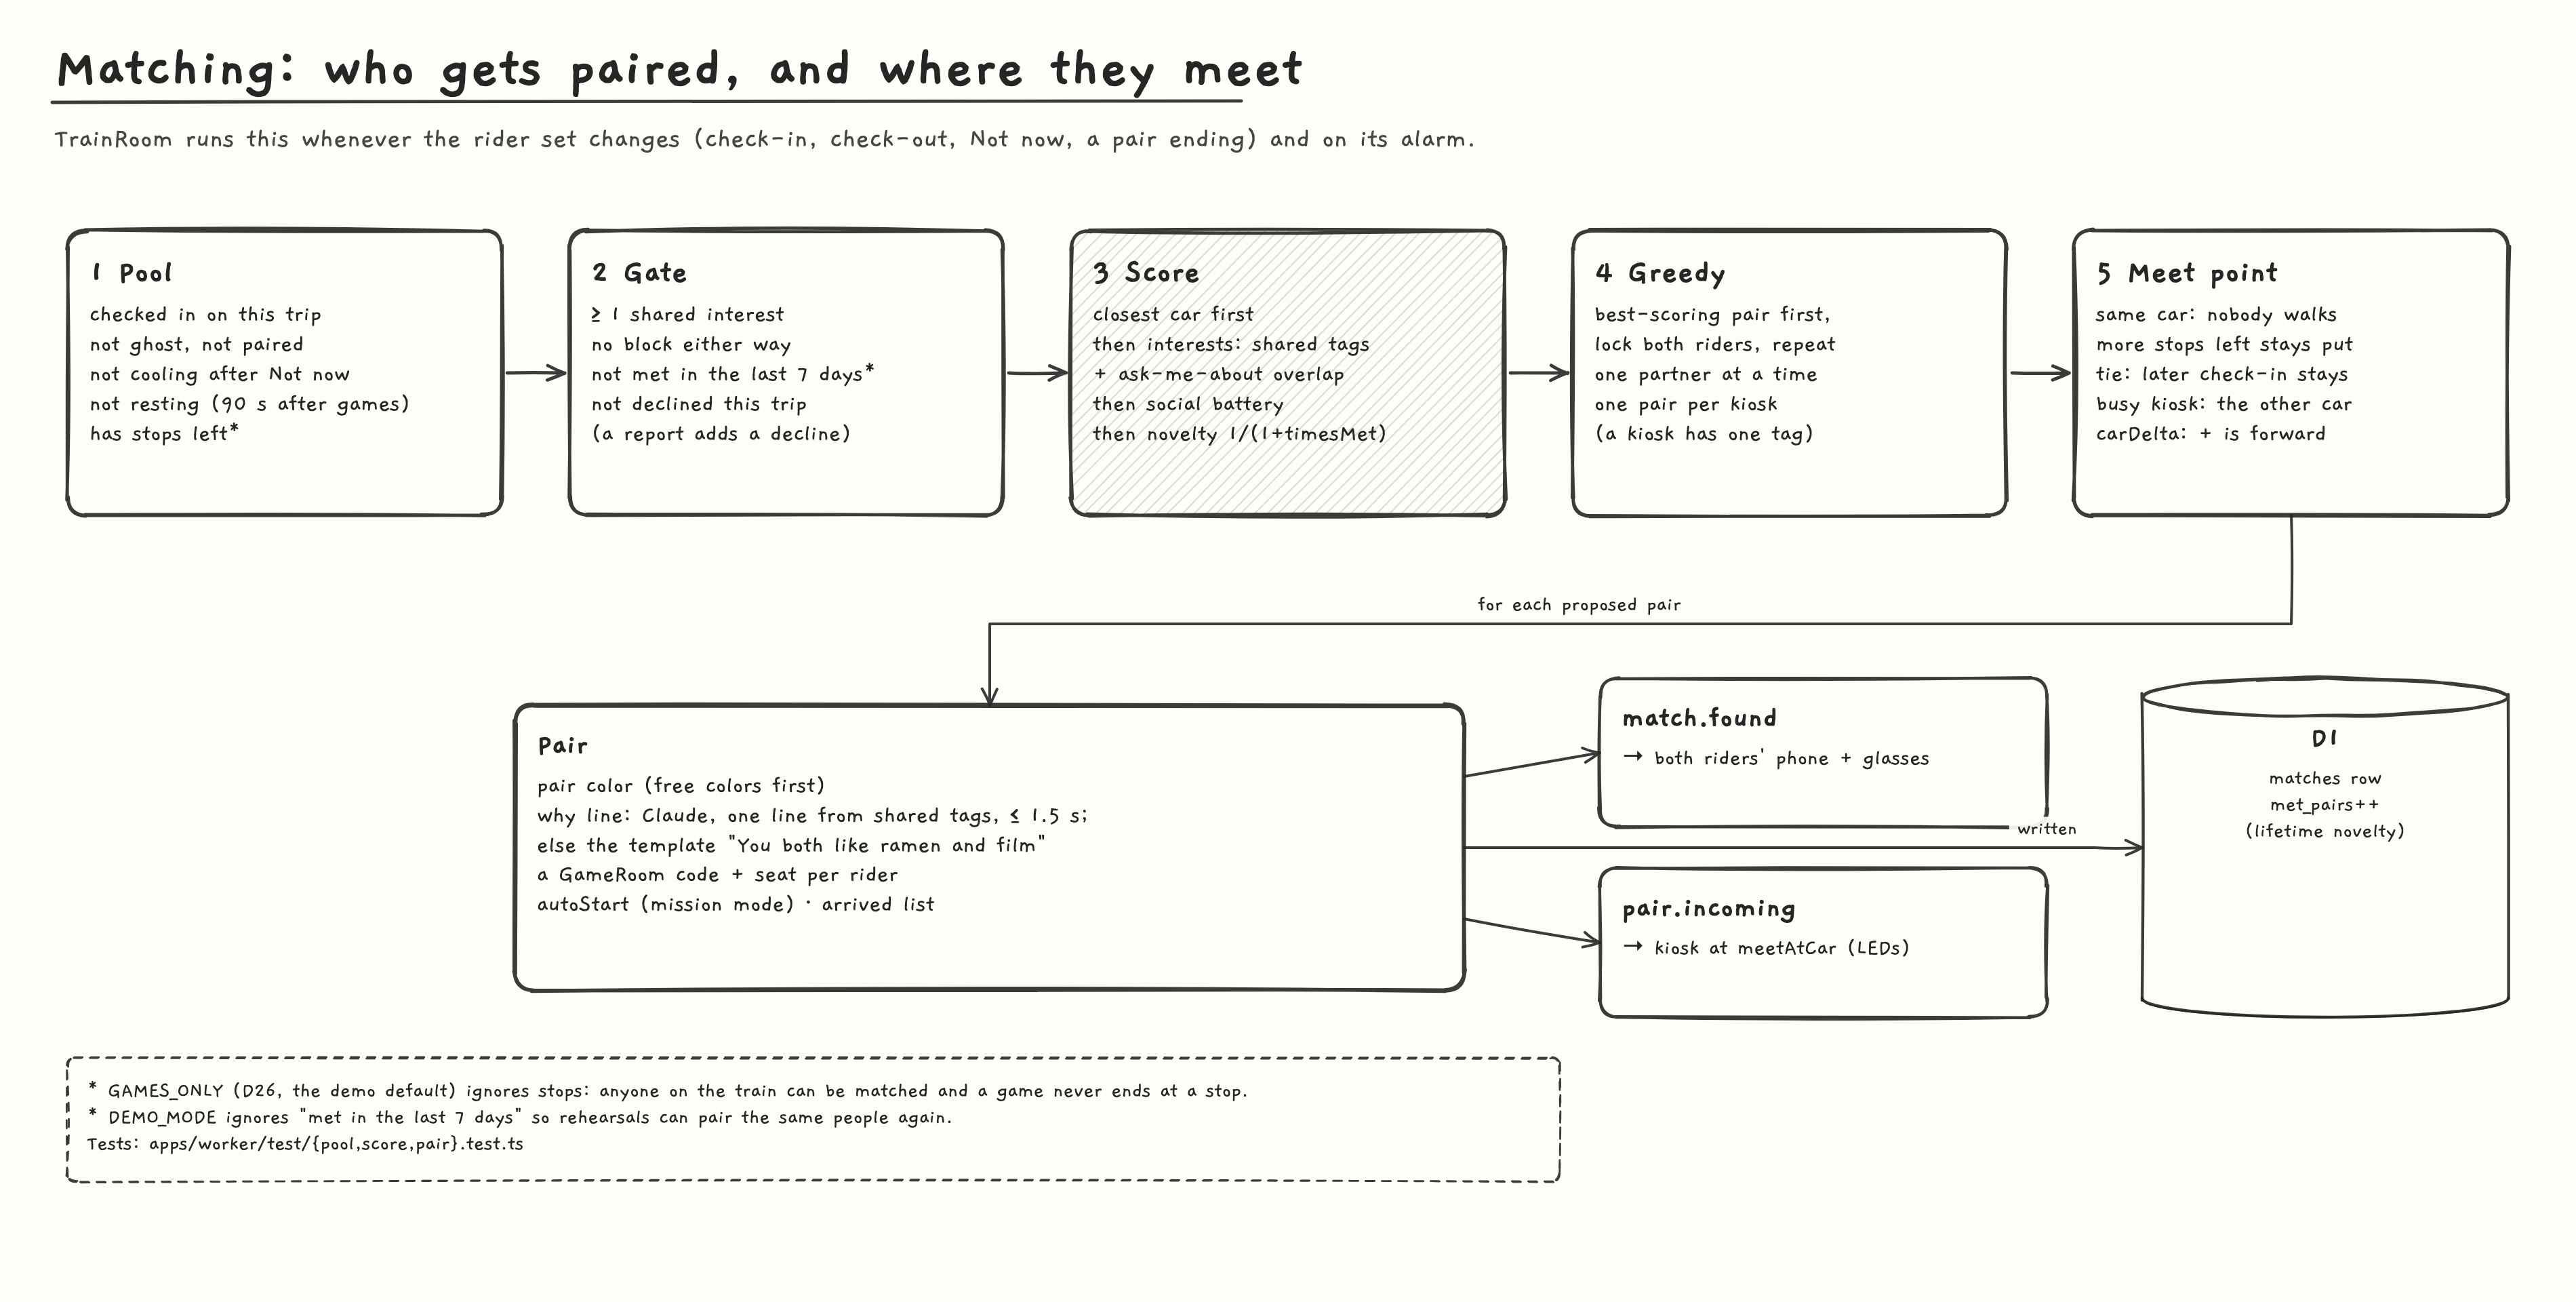 Matching: who gets paired, and where they meet
TrainRoom runs this whenever the rider set changes (check-in, check-out, Not now, a pair ending) and on its alarm.
1 Pool
checked in on this trip
not ghost, not paired
not cooling after Not now
not resting (90 s after games)
has stops left*
2 Gate
≥ 1 shared interest
no block either way
not met in the last 7 days*
not declined this trip
(a report adds a decline)
3 Score
closest car first
then interests: shared tags
+ ask-me-about overlap
then social battery
then novelty 1/(1+timesMet)
4 Greedy
best-scoring pair first,
lock both riders, repeat
one partner at a time
one pair per kiosk
(a kiosk has one tag)
5 Meet point
same car: nobody walks
more stops left stays put
tie: later check-in stays
busy kiosk: the other car
carDelta: + is forward
for each proposed pair
Pair
pair color (free colors first)
why line: Claude, one line from shared tags, ≤ 1.5 s;
else the template "You both like ramen and film"
a GameRoom code + seat per rider
autoStart (mission mode) · arrived list
match.found
→ both riders' phone + glasses
written
pair.incoming
→ kiosk at meetAtCar (LEDs)
D1
matches row
met_pairs++
(lifetime novelty)
* GAMES_ONLY (D26, the demo default) ignores stops: anyone on the train can be matched and a game never ends at a stop.
* DEMO_MODE ignores "met in the last 7 days" so rehearsals can pair the same people again.
Tests: apps/worker/test/{pool,score,pair}.test.ts